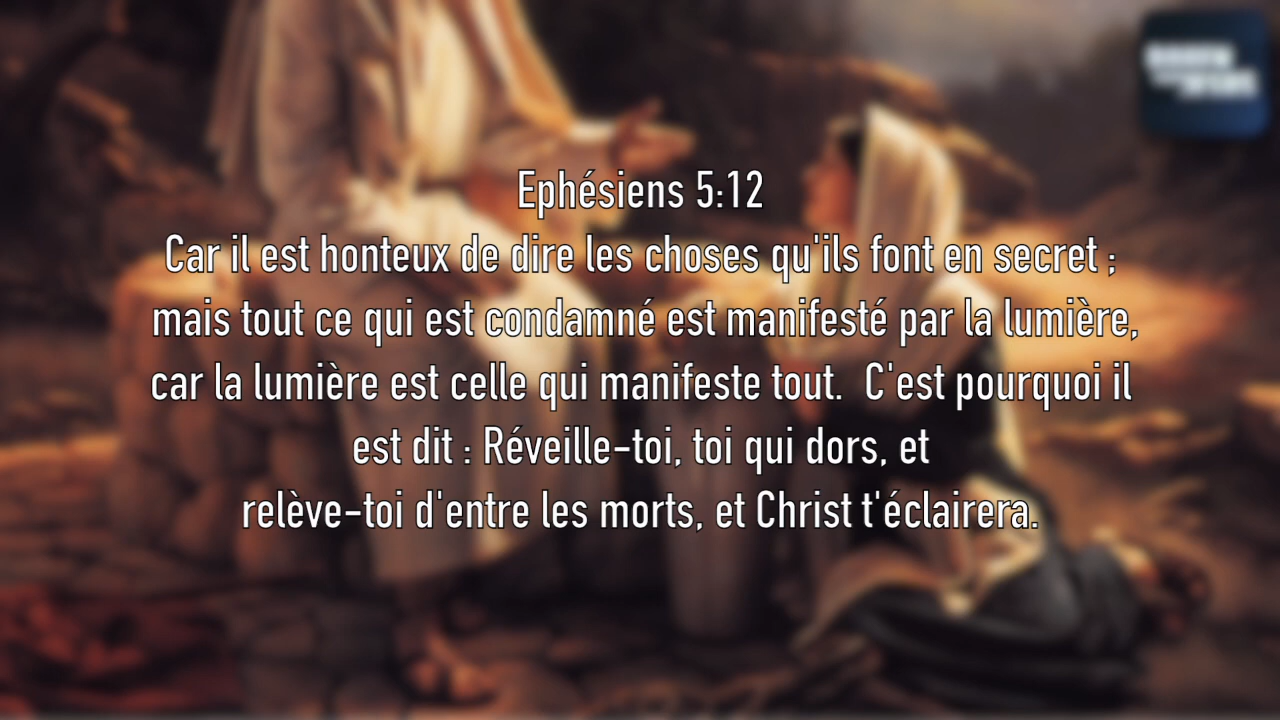 Ephésiens 5:12
Car il est honteux de dire les choses qu'ils font en secret ;
mais tout ce qui est condamné est manifesté par la lumière,
car la lumière est celle qui manifeste tout.  C'est pourquoi il
est dit : Réveille-toi, toi qui dors, et
relève-toi d'entre les morts, et Christ t'éclairera.